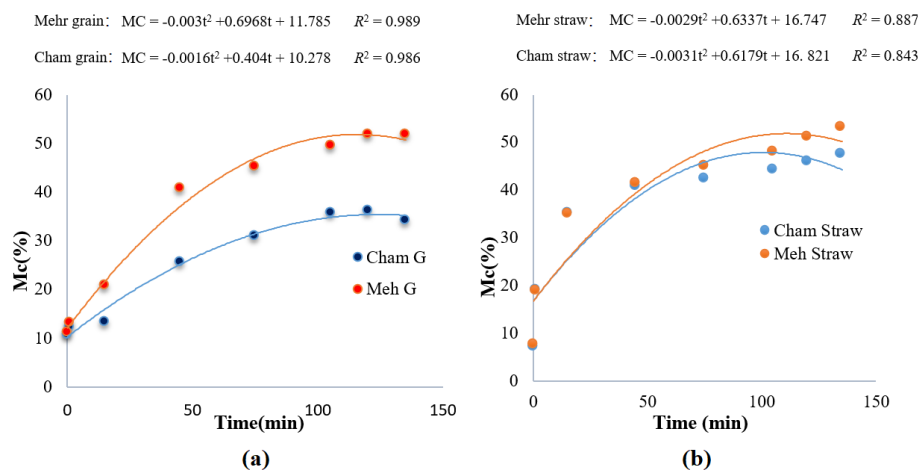 Mehr grain: MC = -0.003t² +0.6968t + 11.785 R² = 0.989
Cham grain: MC = -0.0016t² +0.404t + 10.278 R² = 0.986
60
50
40
30
20
10
0
Mc(%)
Cham G
Meh G
0 50 100 150
Time(min)
(a)
Mehr straw: MC = -0.0029t² +0.6337t + 16.747 R² = 0.887
Cham straw: MC = -0.0031t² +0.6179t + 16. 821 R² = 0.843
60
50
40
30
20
10
0
Mc(%)
Cham Straw
Meh Straw
0 50 100 150
Time (min)
(b)